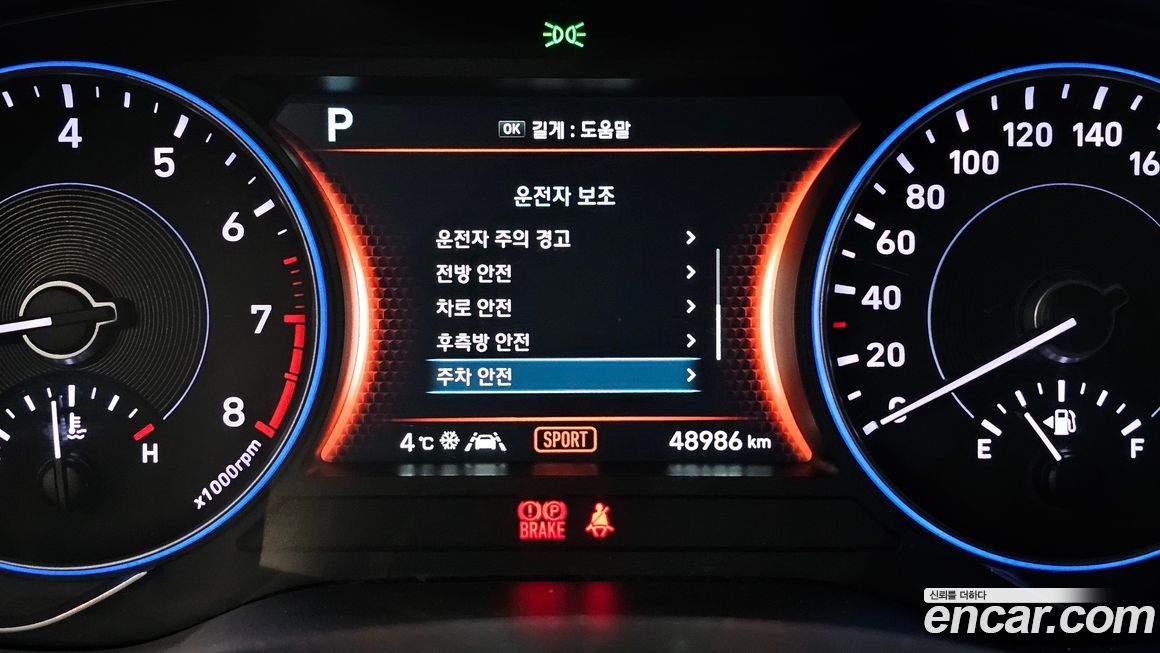 P
OK 길게 : 도움말
운전자 보조
운전자 주의 경고
전방 안전
차로 안전
후측방 안전
주차 안전
4℃
SPORT
48986 km
4
5
6
7
8
x1000rpm
H
0
20
40
60
80
100
120
140
16
E
F
P
BRAKE
신뢰를 더하다
encar.com